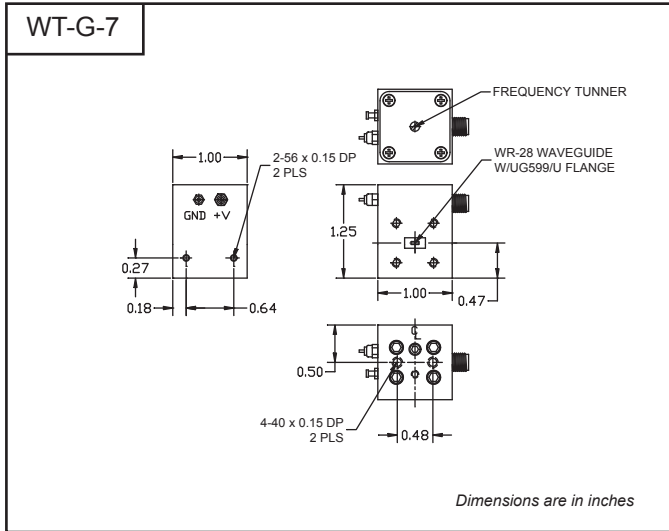 WT-G-7
FREQUENCY TUNNER
WR-28 WAVEGUIDE
W/UG599/U FLANGE
1.00
2-56 x 0.15 DP
2 PLS
GND +V
0.27
0.18
0.64
1.25
1.00
0.47
CL
0.50
4-40 x 0.15 DP
2 PLS
0.48
Dimensions are in inches